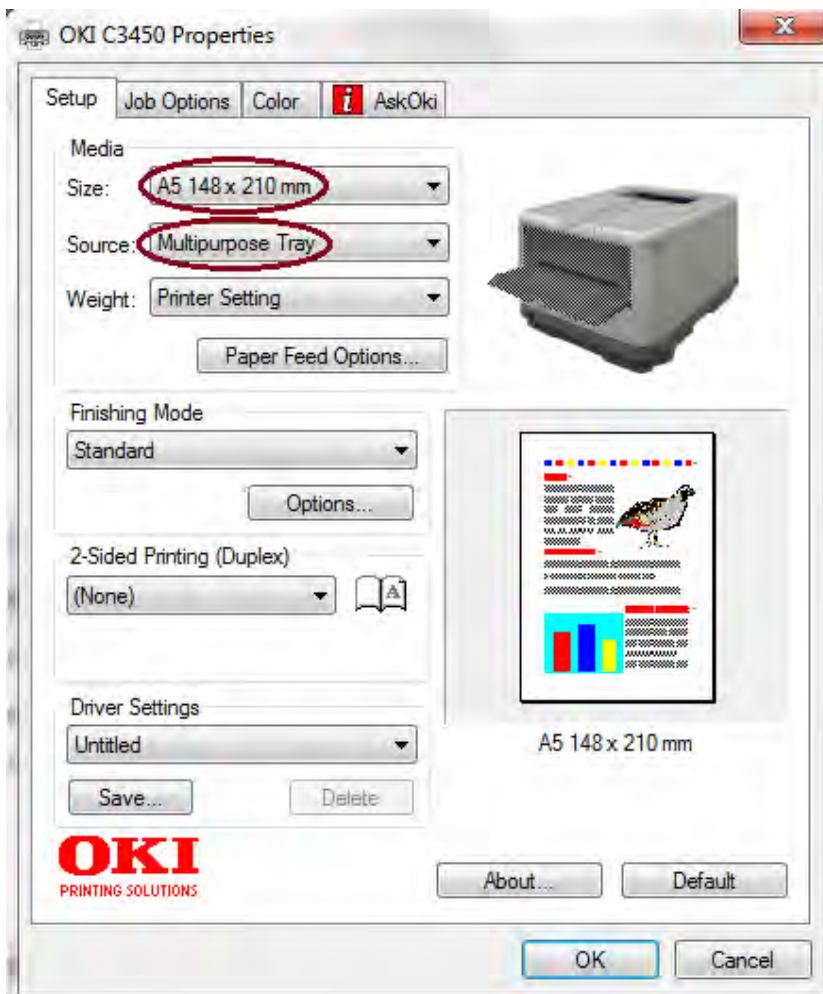 OKI C3450 Properties
X
Setup Job Options Color i AskOki
Media
Size: A5 148 x 210 mm
Source: Multipurpose Tray
Weight: Printer Setting
Paper Feed Options...
Finishing Mode
Standard
Options...
2-Sided Printing (Duplex)
(None)
A
Driver Settings
Untitled
A5 148 x 210 mm
Save... Delete
OKI
PRINTING SOLUTIONS
About... Default
OK Cancel